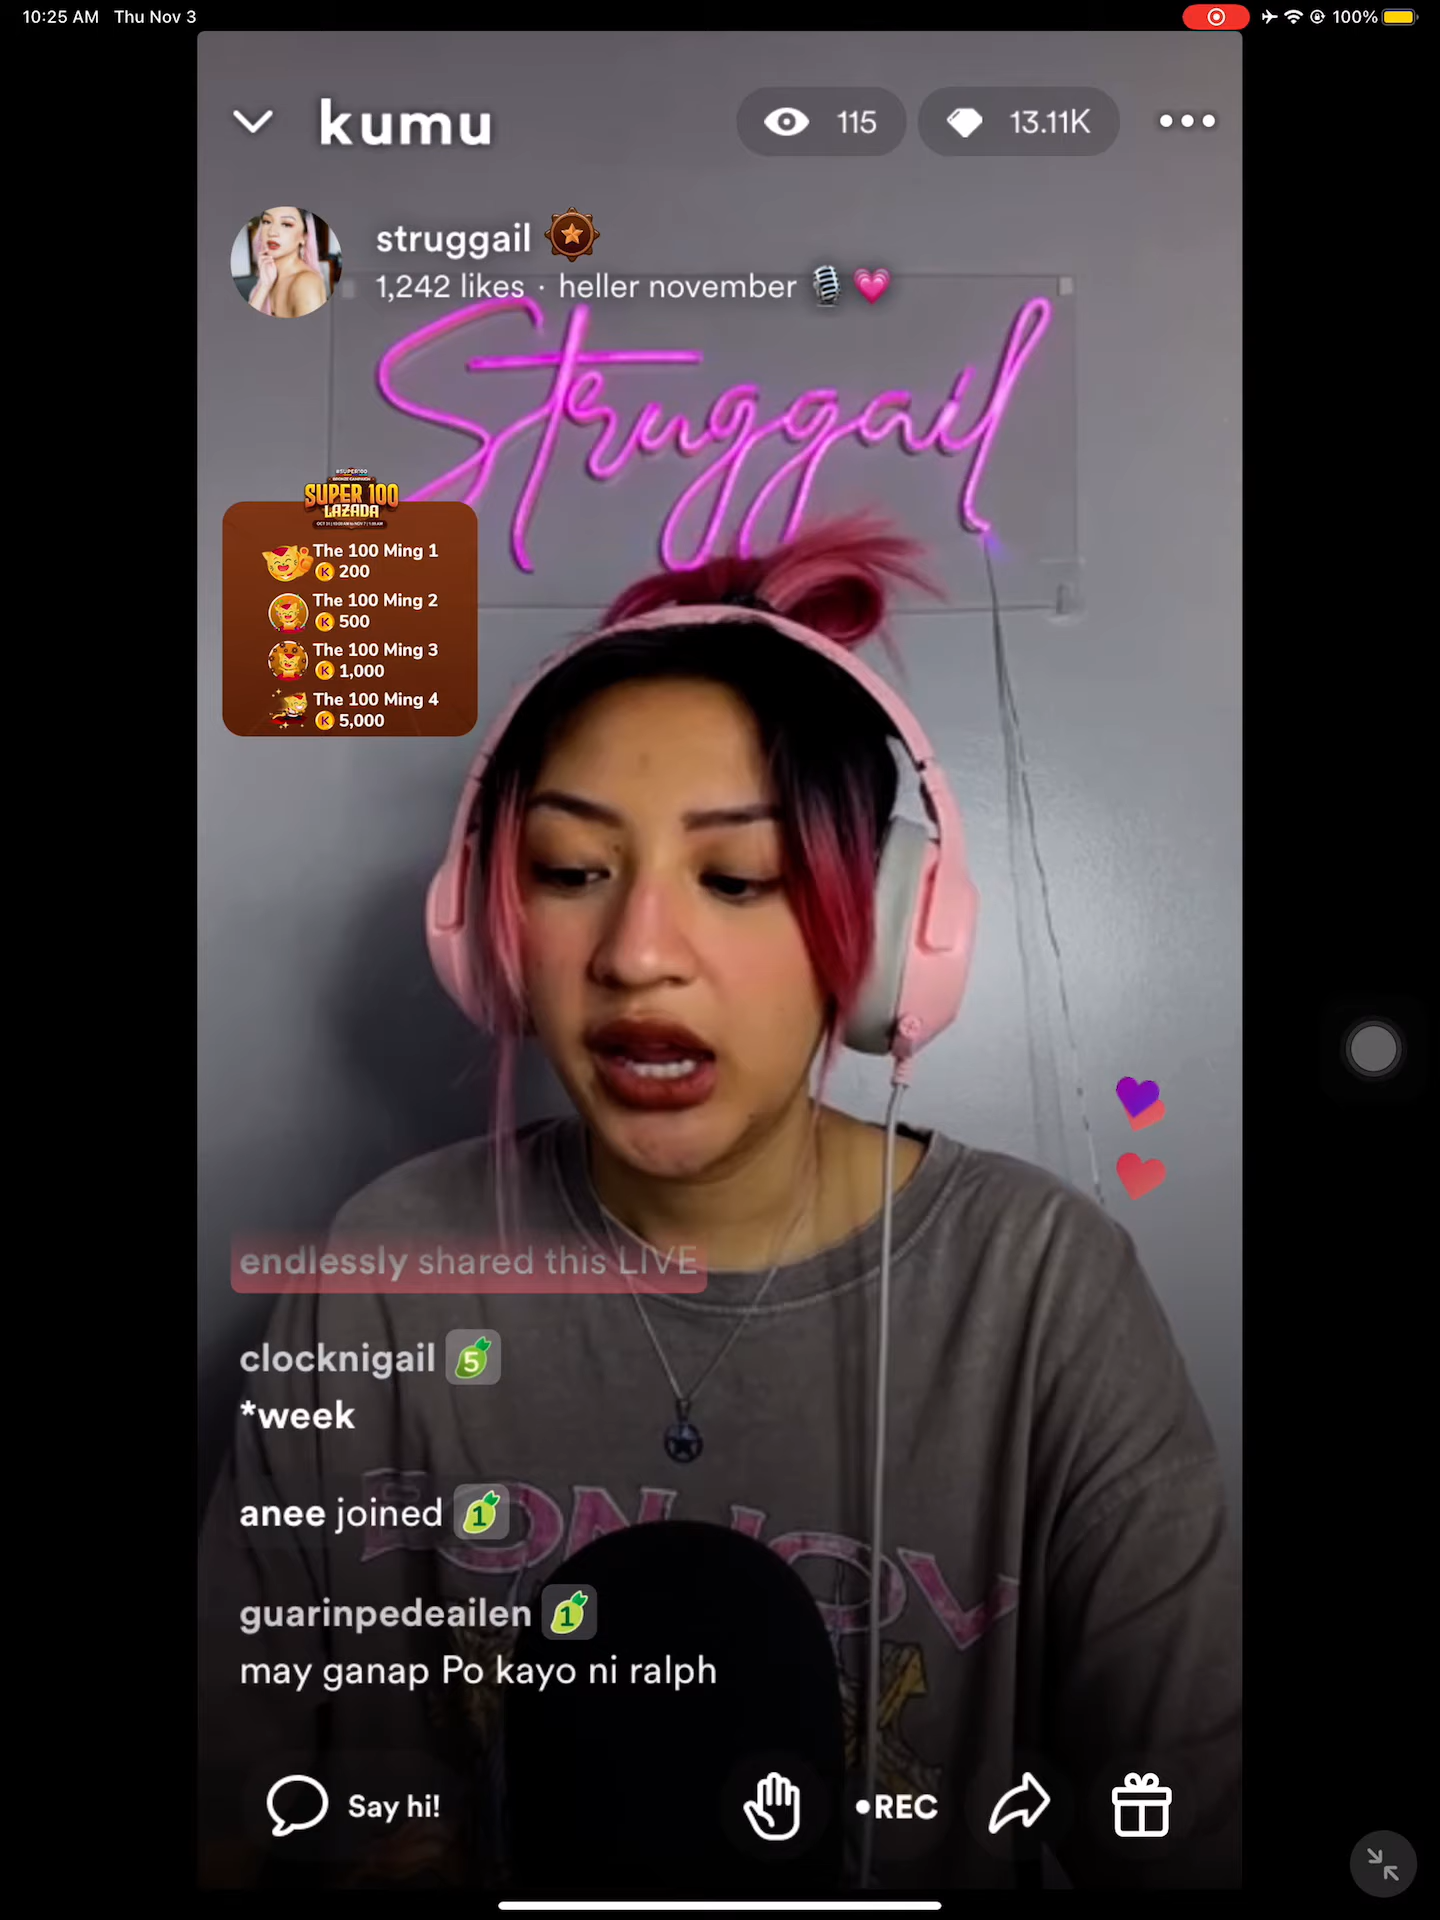 10:25 AM Thu Nov 3
100%
kumu
115
13.11K
struggail
1,242 likes · heller november
Struggail
#SUPER100
SUPER 100
LAZADA
The 100 Ming 1
K 200
The 100 Ming 2
K 500
The 100 Ming 3
K 1,000
The 100 Ming 4
K 5,000
endlessly shared this LIVE
clocknigail 5
*week
anee joined 1
BON JOV
guarinpedeailen 1
may ganap Po kayo ni ralph
Say hi!
REC